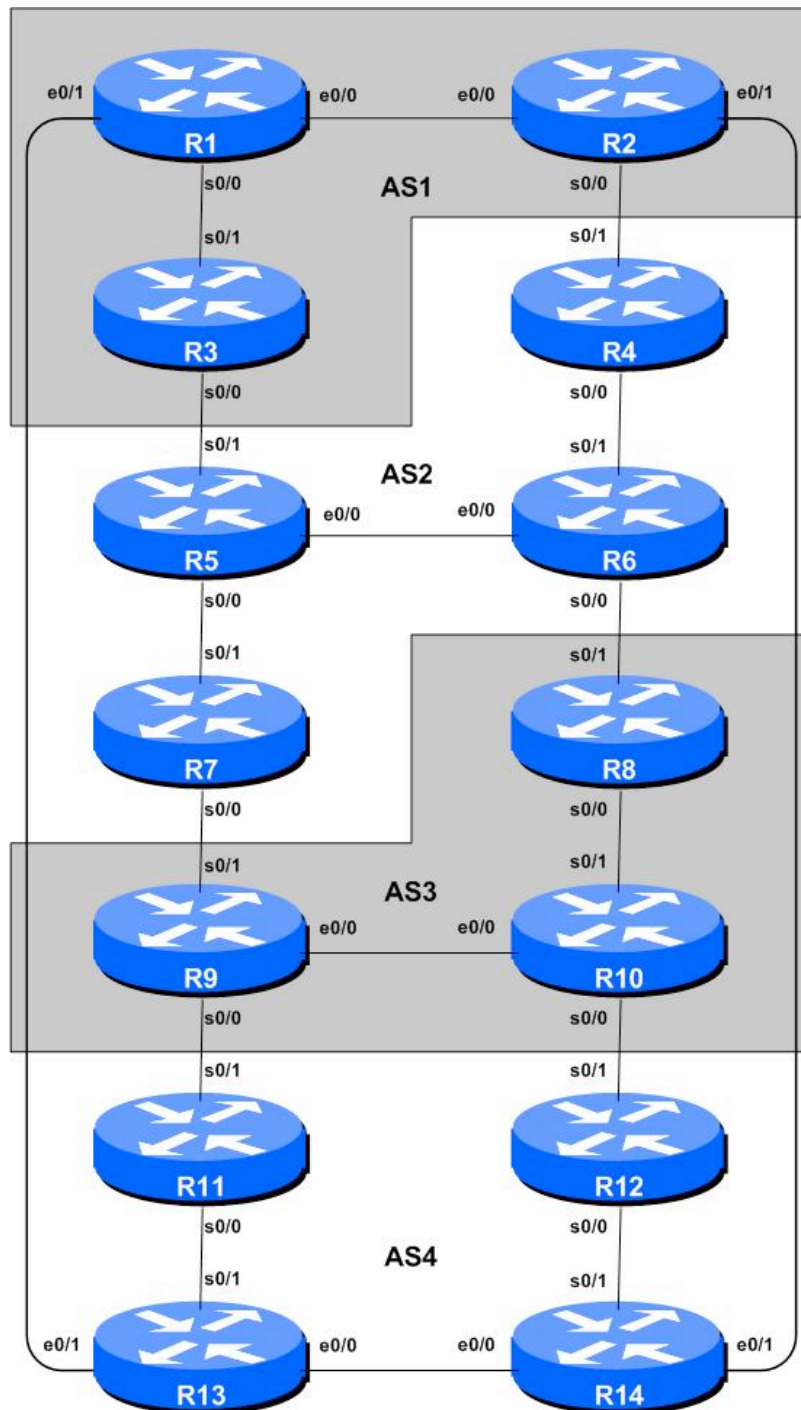 e0/1 e0/0 e0/0 e0/1
R1 R2
s0/0 AS1 s0/0
s0/1 s0/1
R3 R4
s0/0 s0/0
s0/1 AS2 s0/1
e0/0 e0/0
R5 R6
s0/0 s0/0
s0/1 s0/1
R7 R8
s0/0 s0/0
s0/1 AS3 s0/1
e0/0 e0/0
R9 R10
s0/0 s0/0
s0/1 s0/1
R11 R12
s0/0 s0/0
AS4
s0/1 s0/1
e0/1 e0/0 e0/0 e0/1
R13 R14